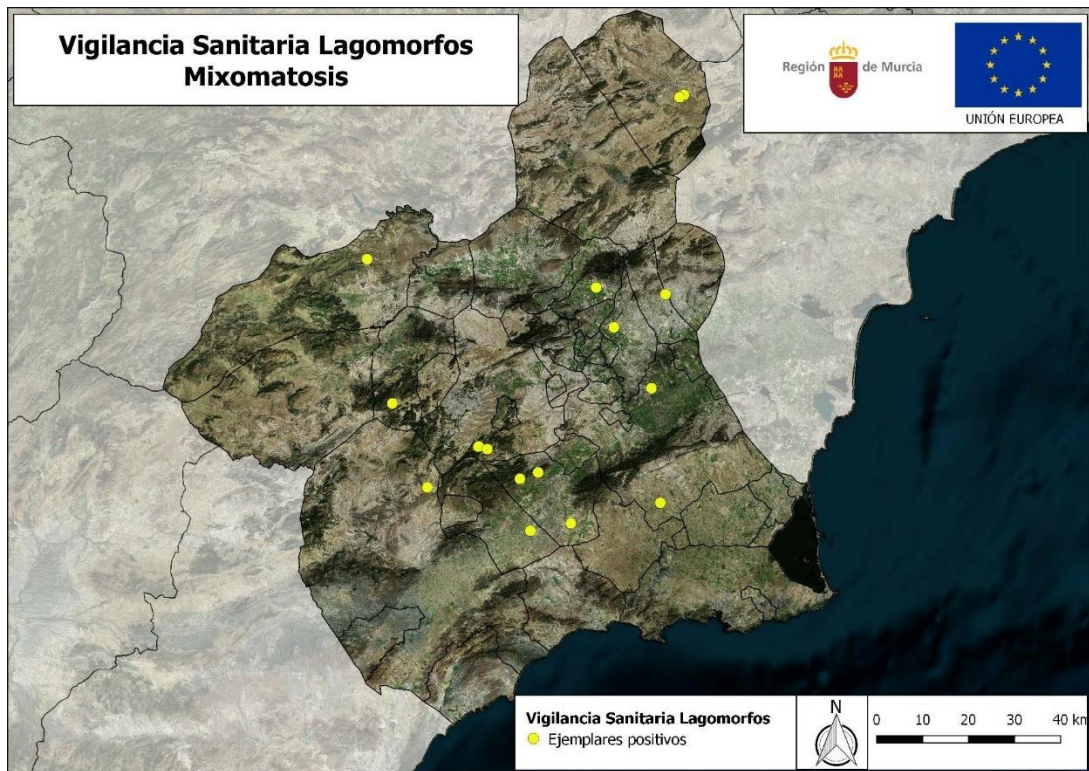 Vigilancia Sanitaria Lagomorfos
Mixomatosis
Región de Murcia
UNIÓN EUROPEA
Vigilancia Sanitaria Lagomorfos
Ejemplares positivos
N
0 10 20 30 40 km